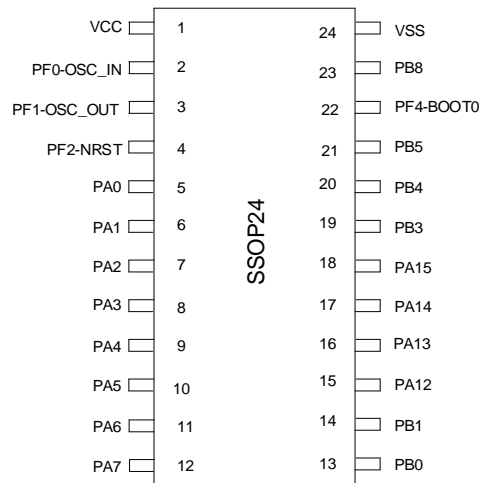 VCC 1 24 VSS
PF0-OSC_IN 2 23 PB8
PF1-OSC_OUT 3 22 PF4-BOOT0
PF2-NRST 4 21 PB5
PA0 5 20 PB4
PA1 6 19 PB3
PA2 7 18 PA15
PA3 8 17 PA14
PA4 9 16 PA13
PA5 10 15 PA12
PA6 11 14 PB1
PA7 12 13 PB0
SSOP24